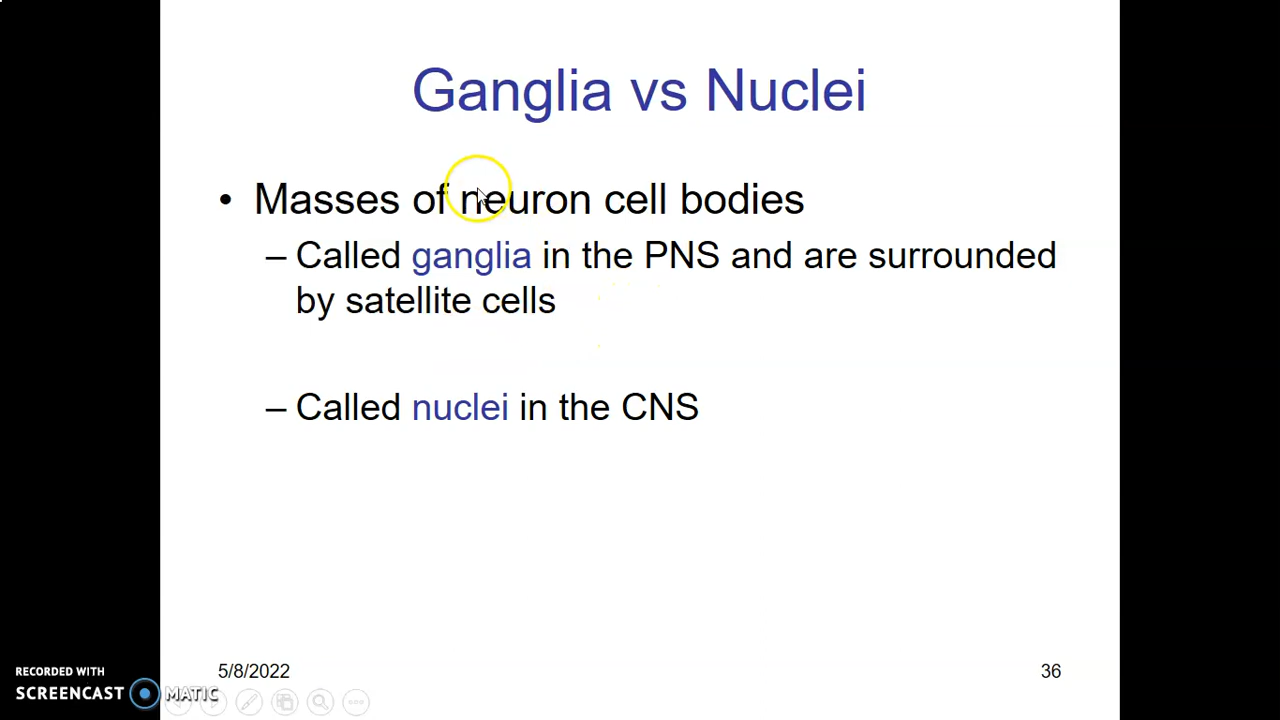 Ganglia vs Nuclei
• Masses of neuron cell bodies
– Called ganglia in the PNS and are surrounded
by satellite cells
– Called nuclei in the CNS
5/8/2022
36
RECORDED WITH
SCREENCAST MATIC